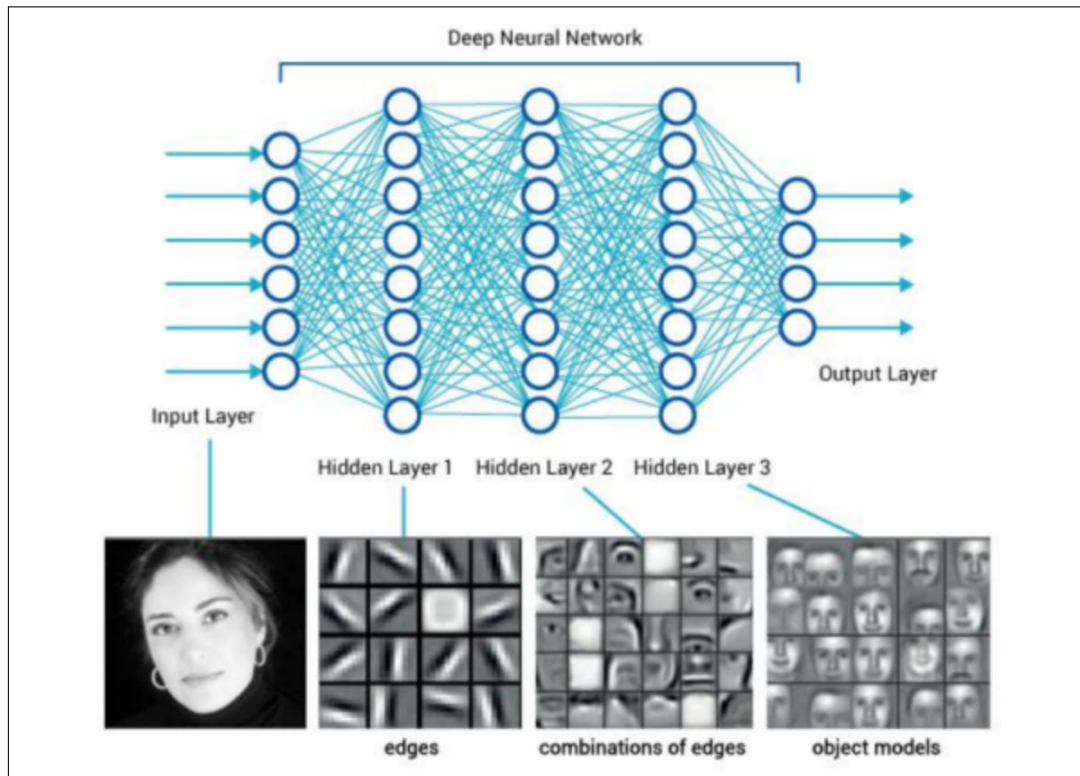 Deep Neural Network
Input Layer
Output Layer
Hidden Layer 1
Hidden Layer 2
Hidden Layer 3
edges
combinations of edges
object models